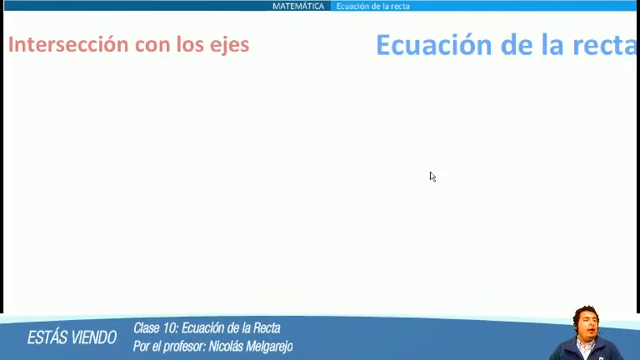 MATEMÁTICA Ecuación de la recta
Intersección con los ejes
Ecuación de la recta
ESTÁS VIENDO
Clase 10: Ecuación de la Recta
Por el profesor: Nicolás Melgarejo